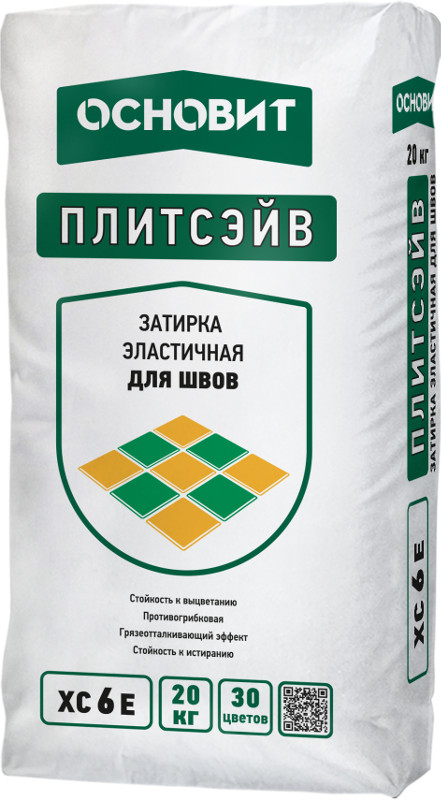 ОСНОВИТ
ПЛИТСЭЙВ
ЗАТИРКА
ЭЛАСТИЧНАЯ
ДЛЯ ШВОВ
Стойкость к выцветанию
Противогрибковая
Грязеотталкивающий эффект
Стойкость к истиранию
XC 6 E
20
КГ
30
цветов
ОСНОВИТ
20 кг
ПЛИТСЭЙВ
ЗАТИРКА ЭЛАСТИЧНАЯ ДЛЯ ШВОВ
XC 6 E